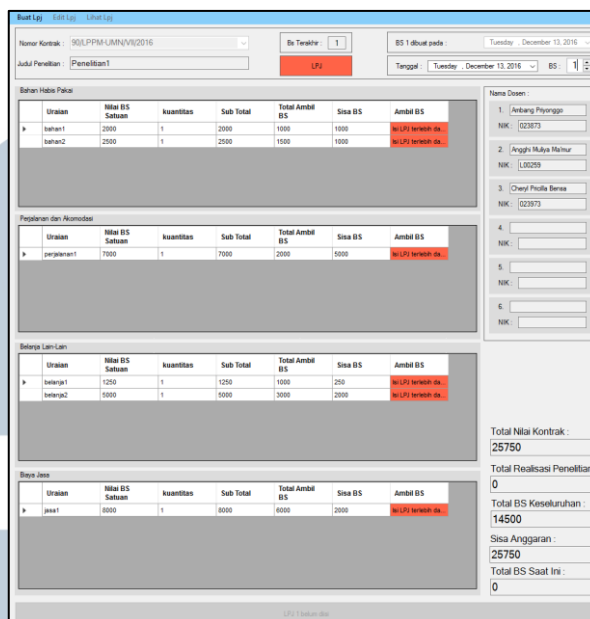 Buat Lpj Edit Lpj Lihat Lpj
Nomor Kontrak : 90/LPPM-UMN/VII/2016
Bs Terakhir : 1
BS 1 dibuat pada : Tuesday , December 13, 2016
Judul Penelitian : Penelitian1
LPJ
Tanggal : Tuesday , December 13, 2016 BS : 1
Bahan Habis Pakai
Uraian Nilai BS Satuan kuantitas Sub Total Total Ambil BS Sisa BS Ambil BS
bahan1 2000 1 2000 1000 1000 Isi LPJ terlebih da...
bahan2 2500 1 2500 1500 1000 Isi LPJ terlebih da...
Perjalanan dan Akomodasi
Uraian Nilai BS Satuan kuantitas Sub Total Total Ambil BS Sisa BS Ambil BS
perjalanan1 7000 1 7000 2000 5000 Isi LPJ terlebih da...
Belanja Lain-Lain
Uraian Nilai BS Satuan kuantitas Sub Total Total Ambil BS Sisa BS Ambil BS
belanja1 1250 1 1250 1000 250 Isi LPJ terlebih da...
belanja2 5000 1 5000 3000 2000 Isi LPJ terlebih da...
Biaya Jasa
Uraian Nilai BS Satuan kuantitas Sub Total Total Ambil BS Sisa BS Ambil BS
jasa1 8000 1 8000 6000 2000 Isi LPJ terlebih da...
Nama Dosen :
1. Ambang Priyonggo
NIK : 023873
2. Angghi Muliya Ma'mur
NIK : L00259
3. Cheryl Pricilla Bensa
NIK : 023973
4.
NIK :
5.
NIK :
6.
NIK :
Total Nilai Kontrak :
25750
Total Realisasi Penelitian
0
Total BS Keseluruhan :
14500
Sisa Anggaran :
25750
Total BS Saat Ini :
0
LPJ 1 belum dibuat